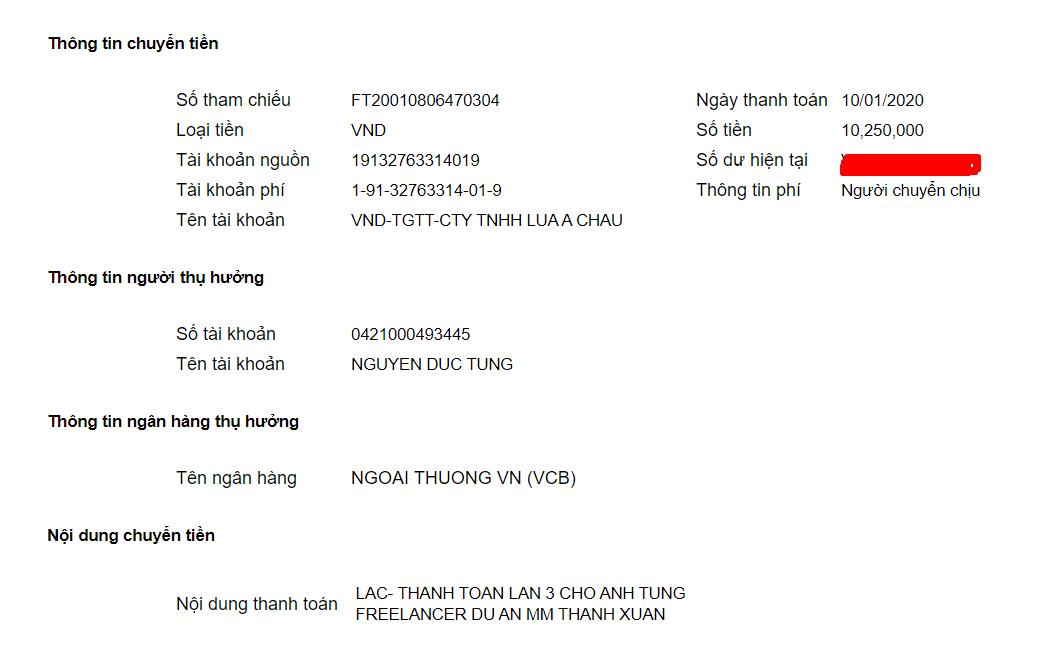 Thông tin chuyển tiền
Số tham chiếu FT20010806470304 Ngày thanh toán 10/01/2020
Loại tiền VND Số tiền 10,250,000
Tài khoản nguồn 19132763314019 Số dư hiện tại
Tài khoản phí 1-91-32763314-01-9 Thông tin phí Người chuyển chịu
Tên tài khoản VND-TGTT-CTY TNHH LUA A CHAU
Thông tin người thụ hưởng
Số tài khoản 0421000493445
Tên tài khoản NGUYEN DUC TUNG
Thông tin ngân hàng thụ hưởng
Tên ngân hàng NGOAI THUONG VN (VCB)
Nội dung chuyển tiền
Nội dung thanh toán LAC- THANH TOAN LAN 3 CHO ANH TUNG
FREELANCER DU AN MM THANH XUAN